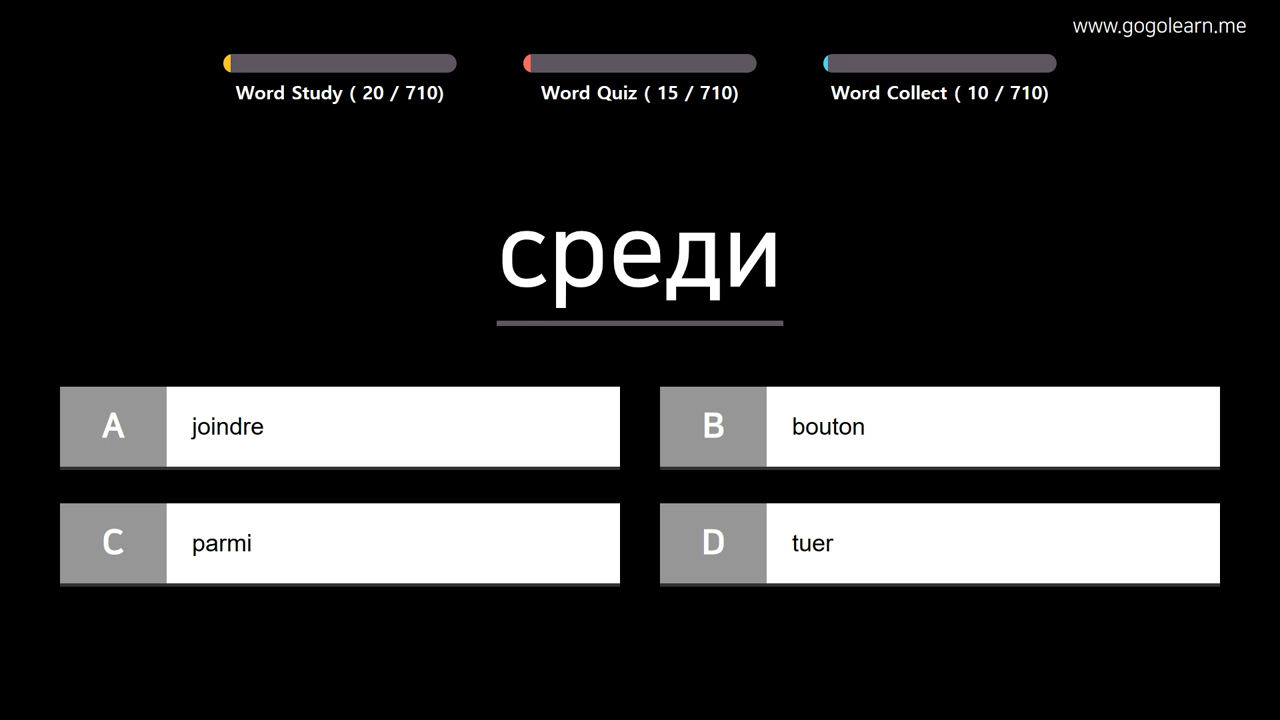 www.gogolearn.me
Word Study ( 20 / 710)
Word Quiz ( 15 / 710)
Word Collect ( 10 / 710)
среди
A joindre
B bouton
C parmi
D tuer